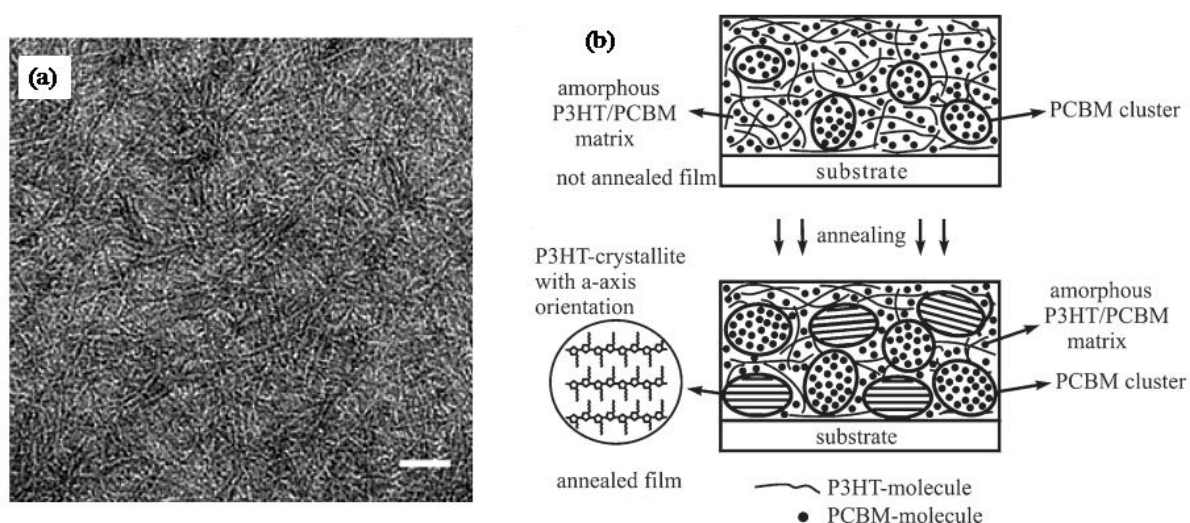 (a)
(b)
amorphous
P3HT/PCBM
matrix
PCBM cluster
not annealed film
substrate
annealing
P3HT-crystallite
with a-axis
orientation
amorphous
P3HT/PCBM
matrix
PCBM cluster
substrate
annealed film
P3HT-molecule
PCBM-molecule